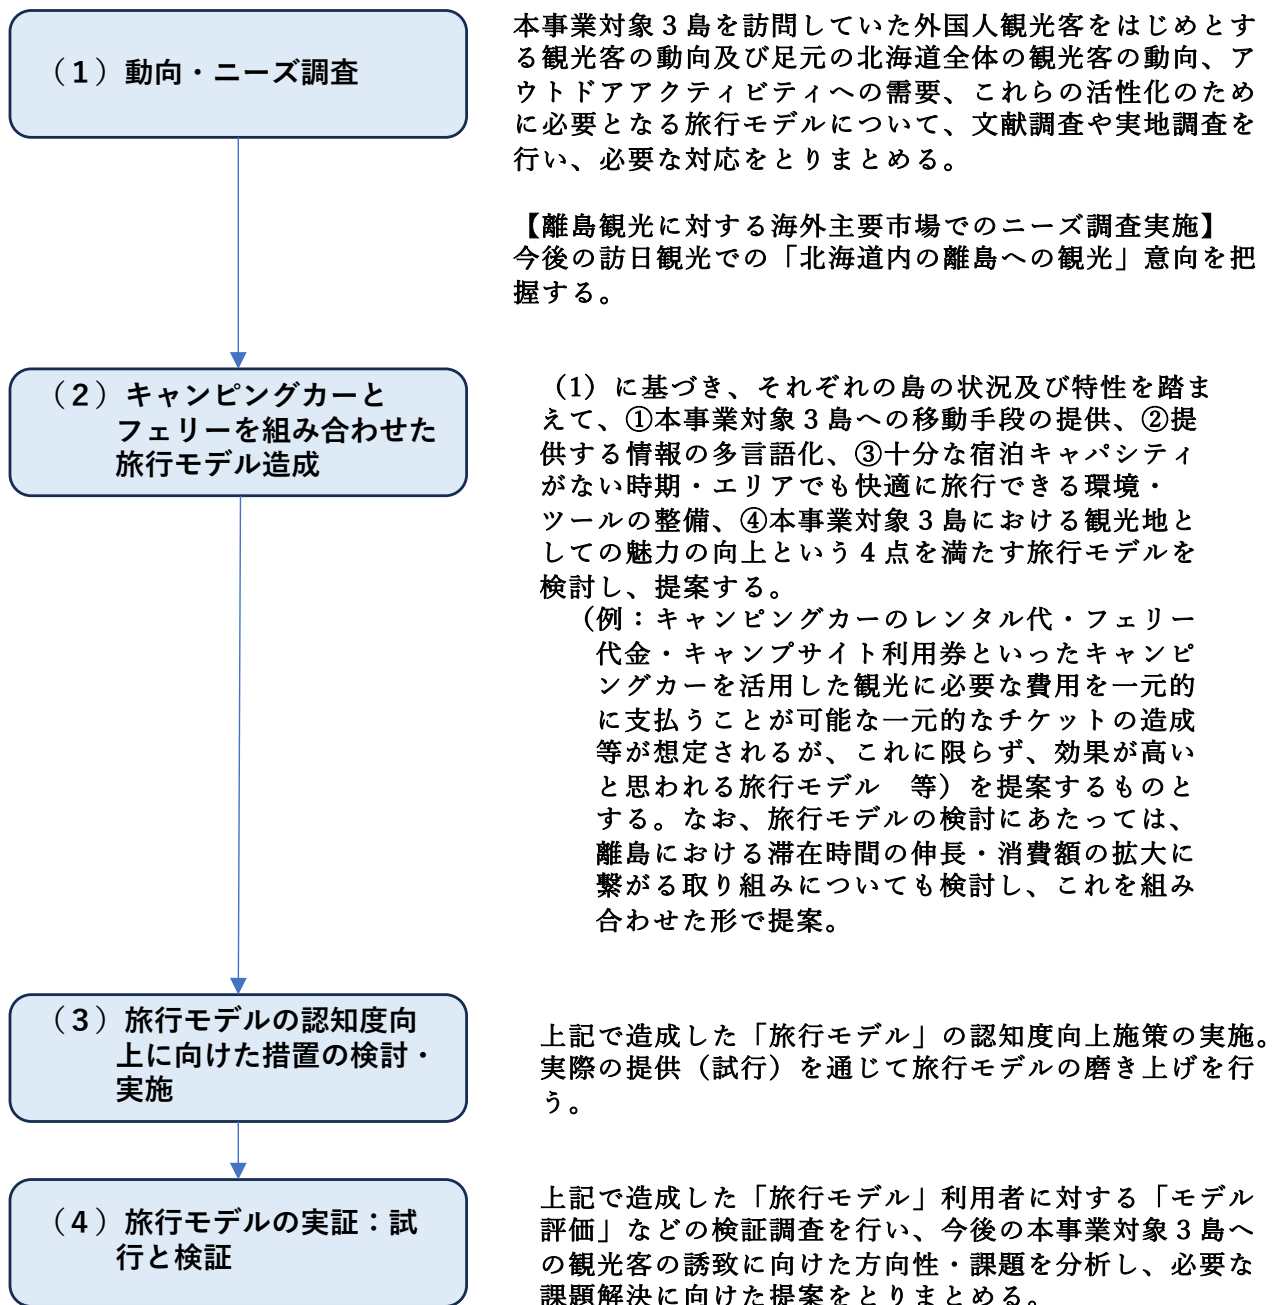 （１）動向・ニーズ調査
本事業対象３島を訪問していた外国人観光客をはじめとす
る観光客の動向及び足元の北海道全体の観光客の動向、ア
ウトドアアクティビティへの需要、これらの活性化のため
に必要となる旅行モデルについて、文献調査や実地調査を
行い、必要な対応をとりまとめる。
【離島観光に対する海外主要市場でのニーズ調査実施】
今後の訪日観光での「北海道内の離島への観光」意向を把
握する。
（２）キャンピングカーと
フェリーを組み合わせた
旅行モデル造成
（1）に基づき、それぞれの島の状況及び特性を踏ま
えて、①本事業対象３島への移動手段の提供、②提
供する情報の多言語化、③十分な宿泊キャパシティ
がない時期・エリアでも快適に旅行できる環境・
ツールの整備、④本事業対象３島における観光地と
しての魅力の向上という４点を満たす旅行モデルを
検討し、提案する。
（例：キャンピングカーのレンタル代・フェリー
代金・キャンプサイト利用券といったキャンピ
ングカーを活用した観光に必要な費用を一元的
に支払うことが可能な一元的なチケットの造成
等が想定されるが、これに限らず、効果が高い
と思われる旅行モデル　等）を提案するものと
する。なお、旅行モデルの検討にあたっては、
離島における滞在時間の伸長・消費額の拡大に
繋がる取り組みについても検討し、これを組み
合わせた形で提案。
（３）旅行モデルの認知度向
上に向けた措置の検討・
実施
上記で造成した「旅行モデル」の認知度向上施策の実施。
実際の提供（試行）を通じて旅行モデルの磨き上げを行
う。
（４）旅行モデルの実証：試
行と検証
上記で造成した「旅行モデル」利用者に対する「モデル
評価」などの検証調査を行い、今後の本事業対象３島へ
の観光客の誘致に向けた方向性・課題を分析し、必要な
課題解決に向けた提案をとりまとめる。